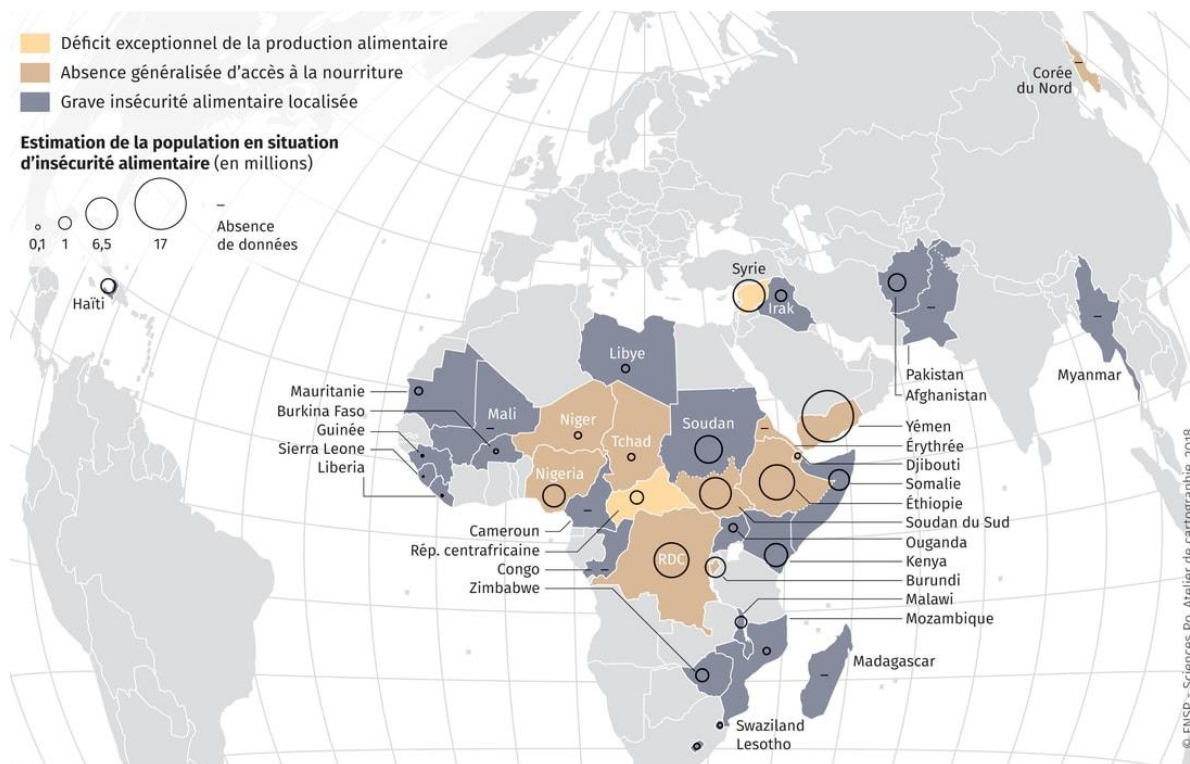 Déficit exceptionnel de la production alimentaire
Absence généralisée d'accès à la nourriture
Grave insécurité alimentaire localisée
Estimation de la population en situation
d'insécurité alimentaire (en millions)
0,1 1 6,5 17
– Absence
de données
Haïti
Corée
du Nord
Syrie
Irak
Libye
Pakistan
Afghanistan
Myanmar
Mauritanie
Burkina Faso
Guinée
Sierra Leone
Liberia
Mali
Niger
Tchad
Soudan
Nigeria
RDC
Yémen
Érythrée
Djibouti
Somalie
Éthiopie
Soudan du Sud
Ouganda
Kenya
Burundi
Malawi
Mozambique
Cameroun
Rép. centrafricaine
Congo
Zimbabwe
Madagascar
Swaziland
Lesotho
© FNSP - Sciences Po, Atelier de cartographie, 2018